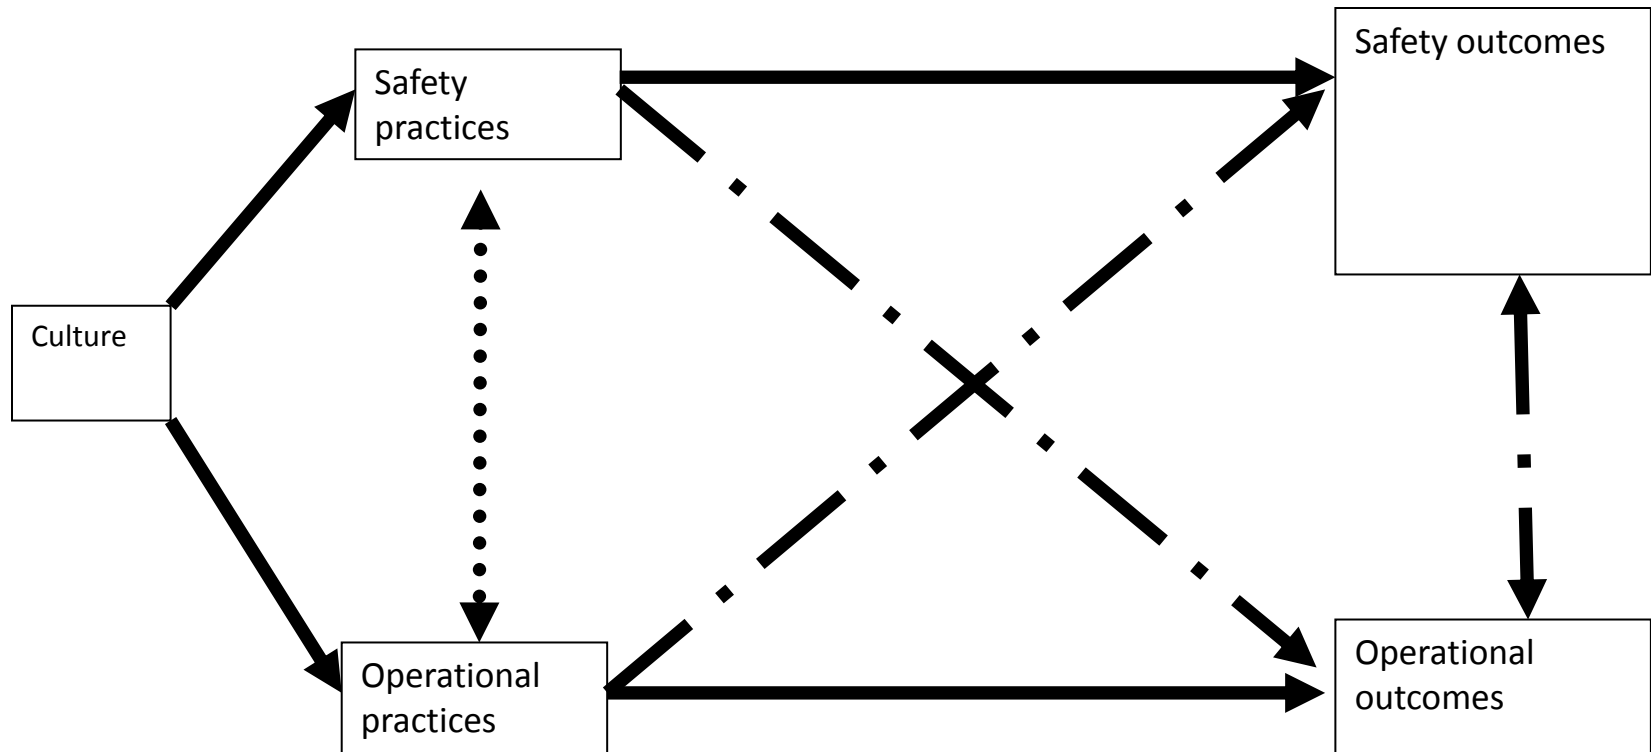 Safety outcomes
Safety
practices
Culture
Operational
practices
Operational
outcomes